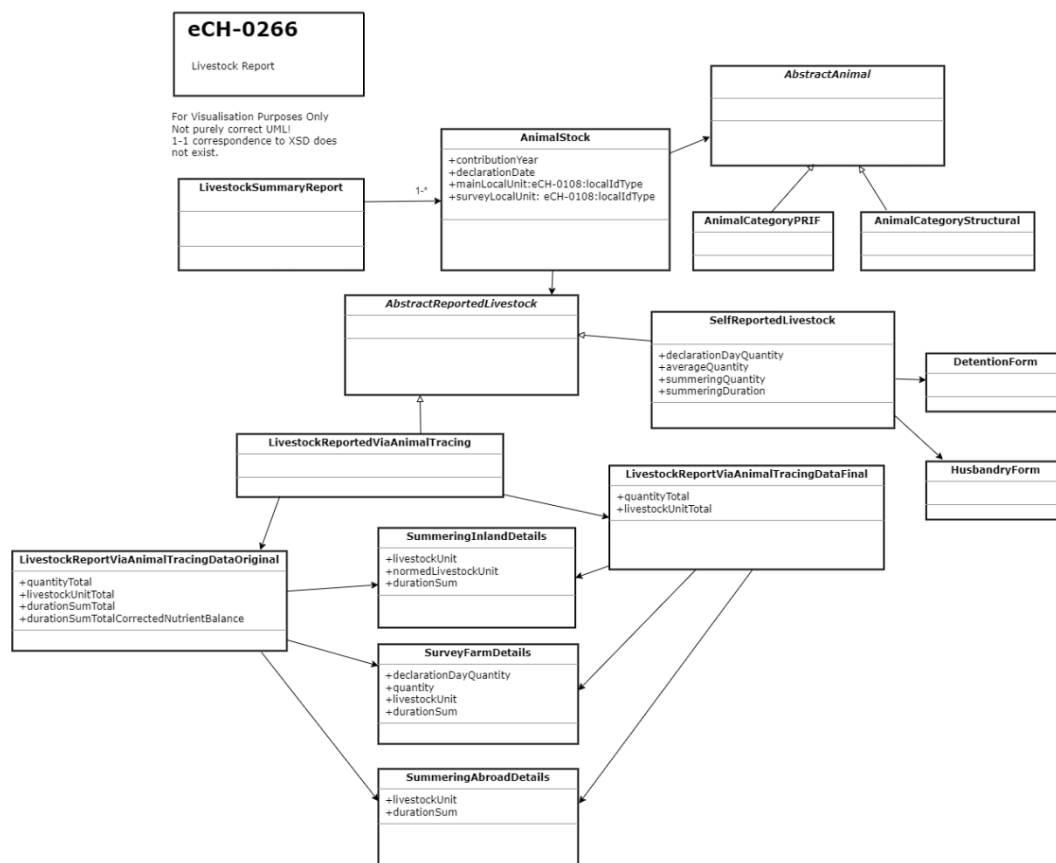 eCH-0266
Livestock Report
For Visualisation Purposes Only
Not purely correct UML!
1-1 correspondence to XSD does
not exist.
AbstractAnimal
AnimalStock
+contributionYear
+declarationDate
+mainLocalUnit:eCH-0108:localIdType
+surveyLocalUnit: eCH-0108:localIdType
LivestockSummaryReport
1-*
AnimalCategoryPRIF
AnimalCategoryStructural
AbstractReportedLivestock
SelfReportedLivestock
+declarationDayQuantity
+averageQuantity
+summeringQuantity
+summeringDuration
DetentionForm
HusbandryForm
LivestockReportedViaAnimalTracing
LivestockReportViaAnimalTracingDataFinal
+quantityTotal
+livestockUnitTotal
SummeringInlandDetails
+livestockUnit
+normedLivestockUnit
+durationSum
LivestockReportViaAnimalTracingDataOriginal
+quantityTotal
+livestockUnitTotal
+durationSumTotal
+durationSumTotalCorrectedNutrientBalance
SurveyFarmDetails
+declarationDayQuantity
+quantity
+livestockUnit
+durationSum
SummeringAbroadDetails
+livestockUnit
+durationSum